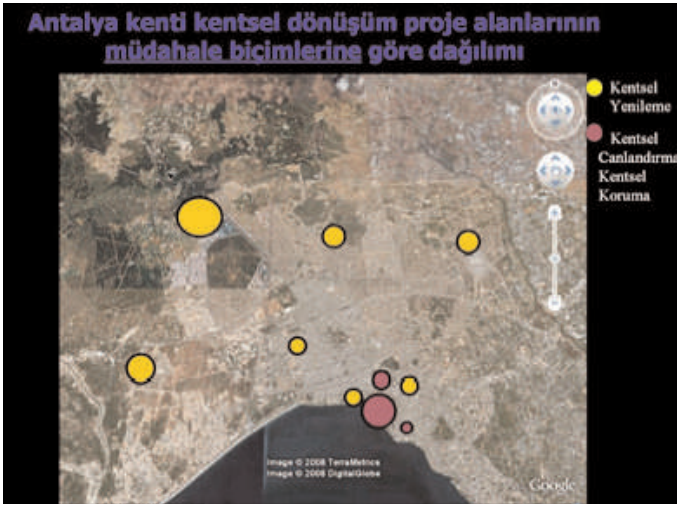 Antalya kenti kentsel dönüşüm proje alanlarının
müdahale biçimlerine göre dağılımı
Kentsel
Yenileme
Kentsel
Canlandırma
Kentsel
Koruma
Image © 2008 TerraMetrics
Image © 2008 DigitalGlobe
Google